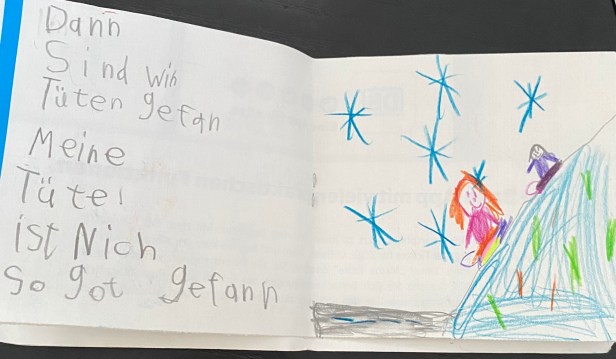 Dann
Sind wir
Tüten gefan
Meine
Tüte
ist Nich
So got gefann